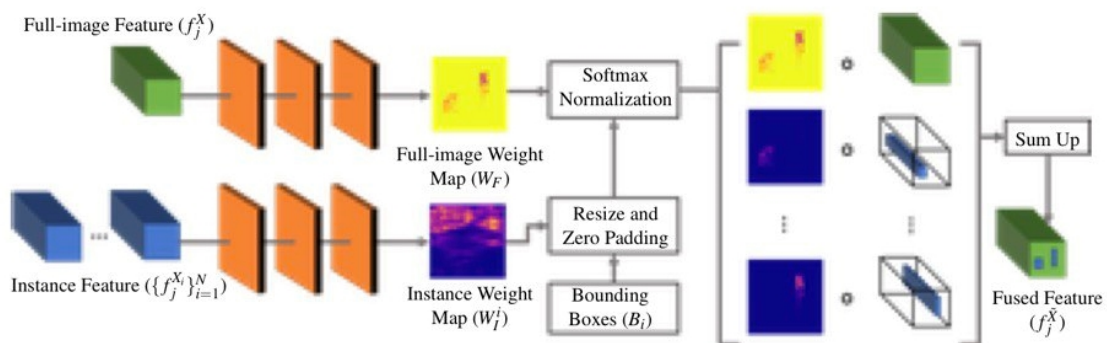 Full-image Feature (f_j^X)
Softmax
Normalization
Full-image Weight
Map (W_F)
Sum Up
...
Resize and
Zero Padding
Instance Feature ({f_j^{X_i}}_{i=1}^N)
Instance Weight
Map (W_I^i)
Bounding
Boxes (B_i)
Fused Feature
(f_j^{X̃})